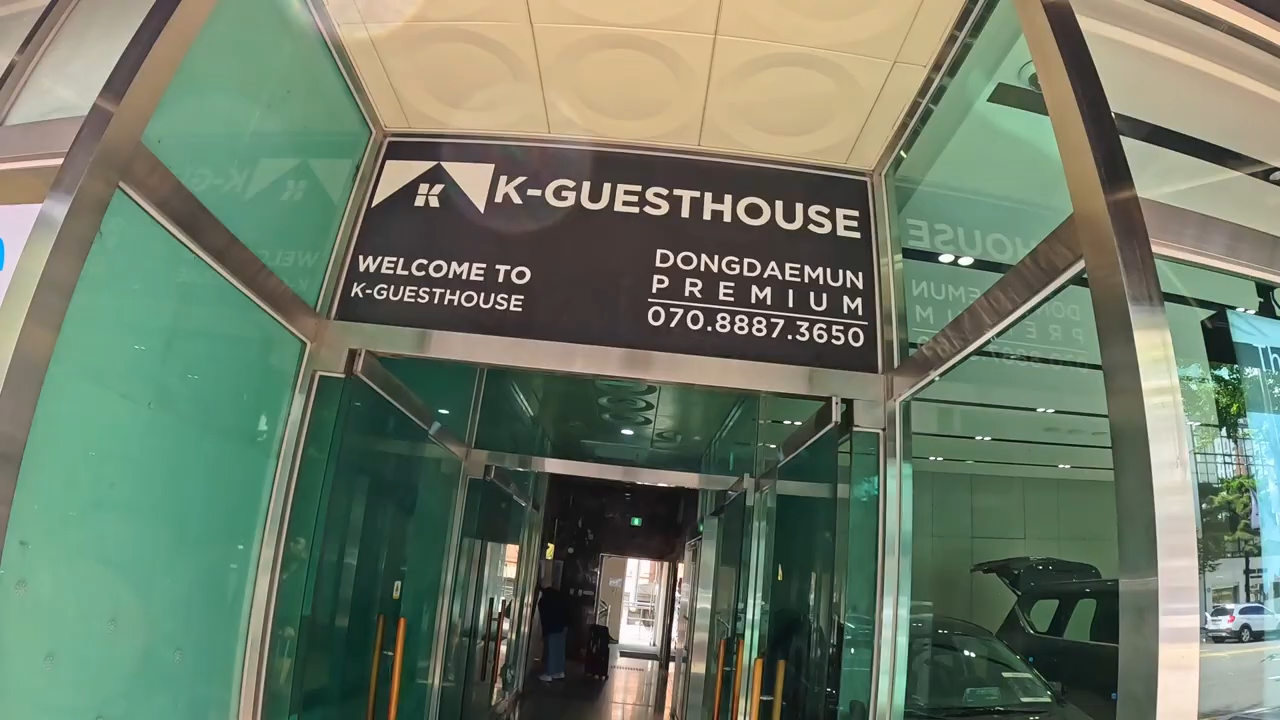 K
K-GUESTHOUSE
WELCOME TO
K-GUESTHOUSE
DONGDAEMUN
PREMIUM
070.8887.3650